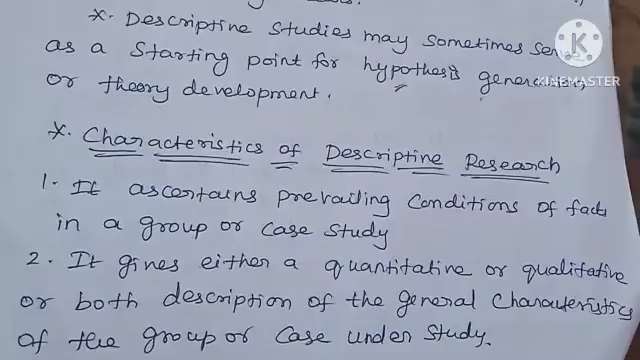 *. Descriptive Studies may sometimes
as a starting point for hypothesis
or theory development.
KINEMASTER
*. Characteristics of Descriptive Research
1. It ascertains prevailing conditions of facts
in a group or case study
2. It gives either a quantitative or qualitative
or both description of the general characteristics
of the group or case under study.